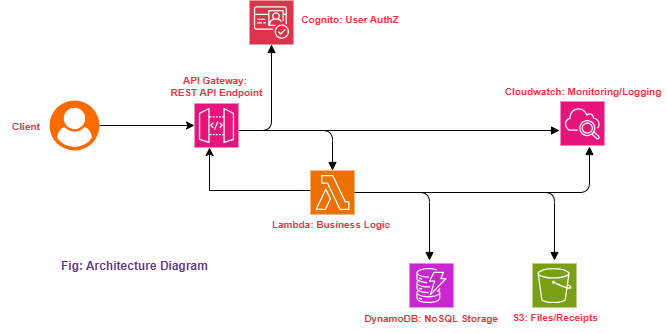 Cognito: User AuthZ
API Gateway:
REST API Endpoint
Cloudwatch: Monitoring/Logging
Client
Lambda: Business Logic
Fig: Architecture Diagram
DynamoDB: NoSQL Storage
S3: Files/Receipts